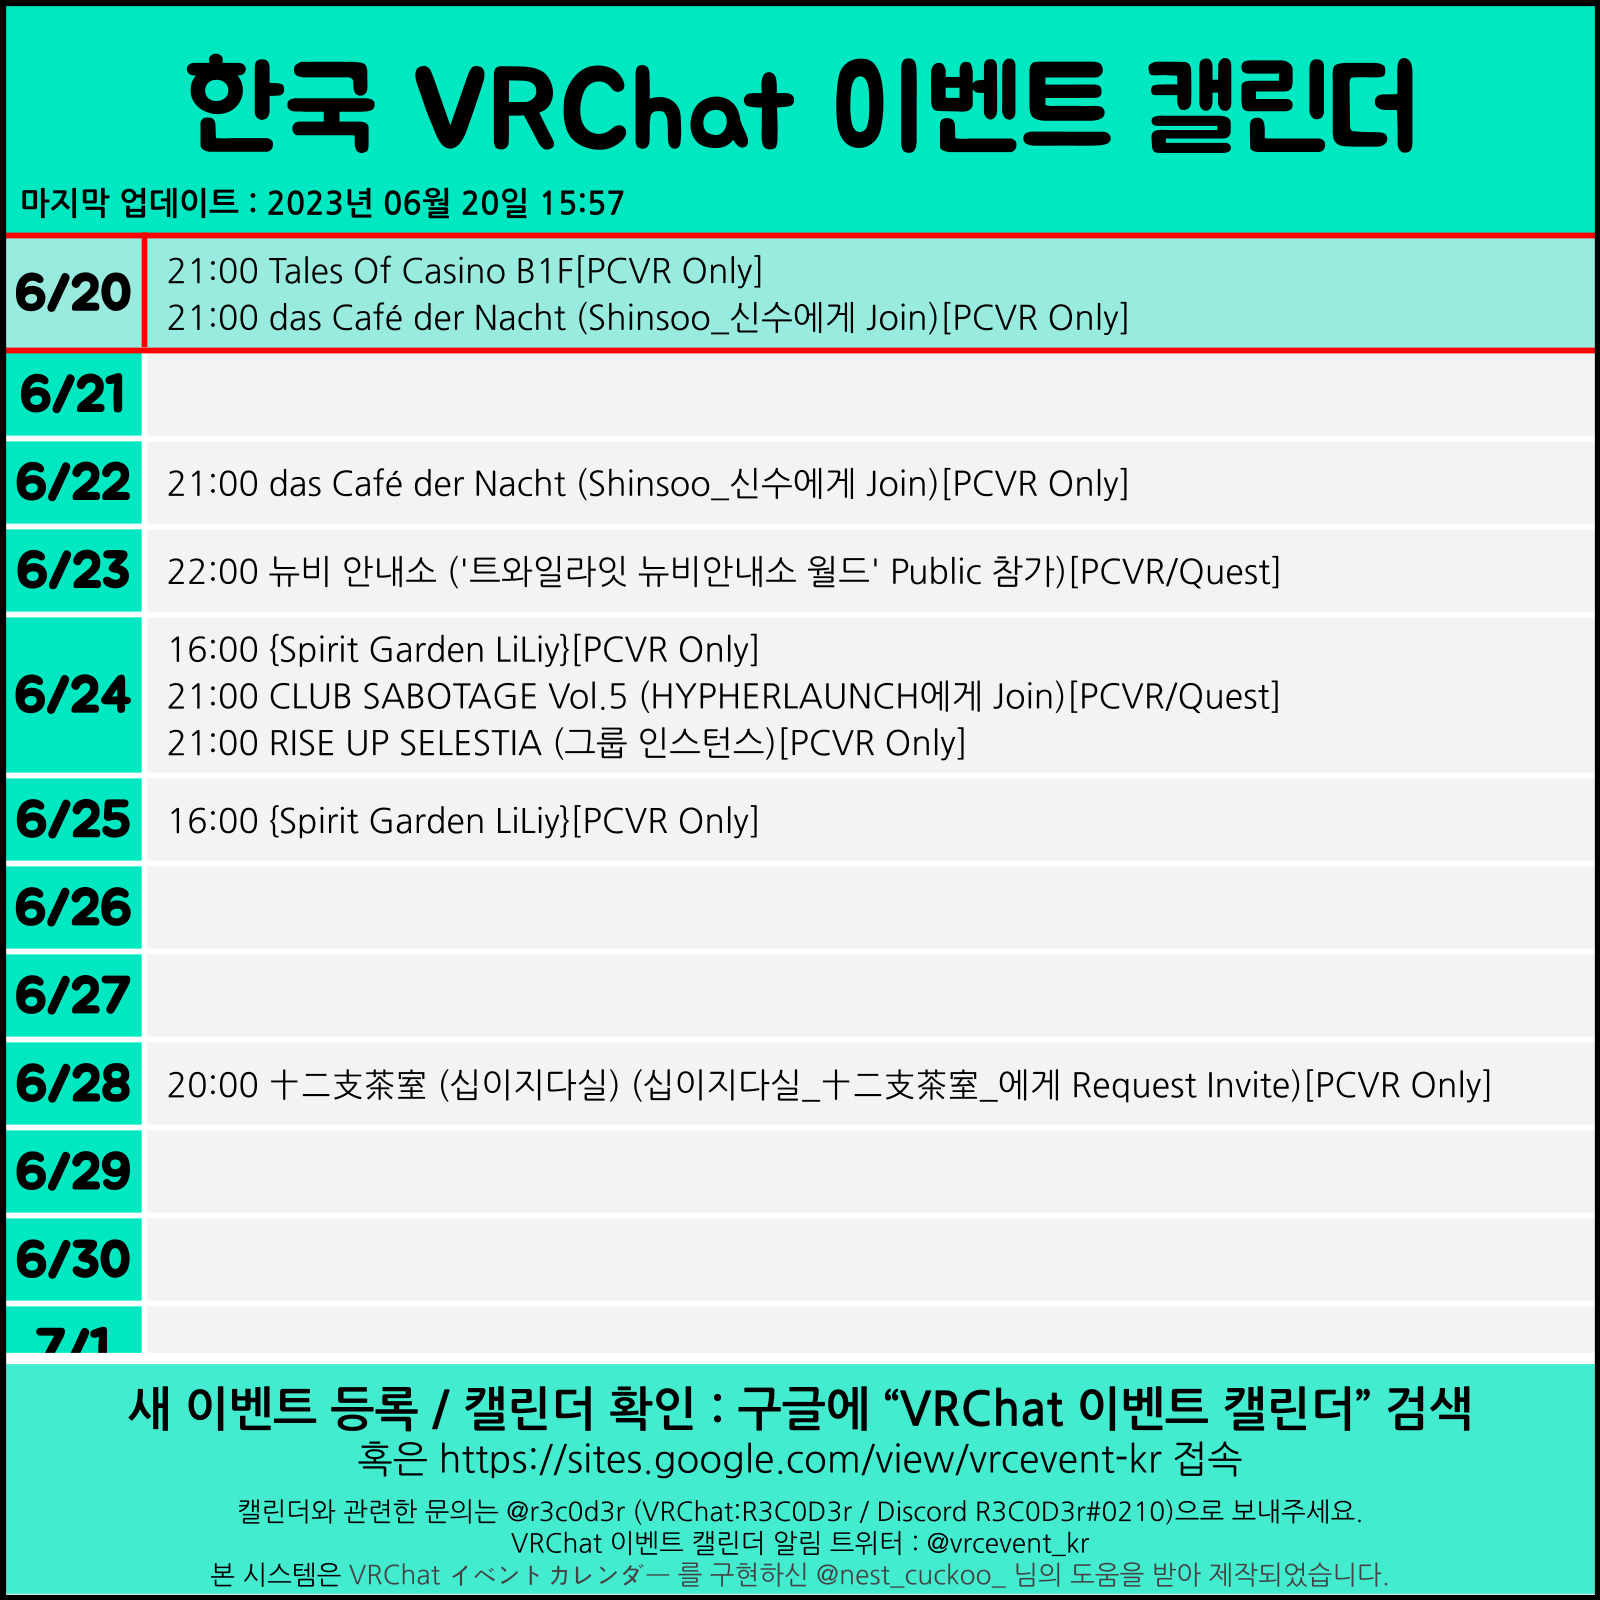 한국 VRChat 이벤트 캘린더
마지막 업데이트 : 2023년 06월 20일 15:57
6/20
21:00 Tales Of Casino B1F[PCVR Only]
21:00 das Café der Nacht (Shinsoo_신수에게 Join)[PCVR Only]
6/21
6/22
21:00 das Café der Nacht (Shinsoo_신수에게 Join)[PCVR Only]
6/23
22:00 뉴비 안내소 ('트와일라잇 뉴비안내소 월드' Public 참가)[PCVR/Quest]
6/24
16:00 {Spirit Garden LiLiy}[PCVR Only]
21:00 CLUB SABOTAGE Vol.5 (HYPHERLAUNCH에게 Join)[PCVR/Quest]
21:00 RISE UP SELESTIA (그룹 인스턴스)[PCVR Only]
6/25
16:00 {Spirit Garden LiLiy}[PCVR Only]
6/26
6/27
6/28
20:00 十二支茶室 (십이지다실) (십이지다실_十二支茶室_에게 Request Invite)[PCVR Only]
6/29
6/30
7/1
새 이벤트 등록 / 캘린더 확인 : 구글에 “VRChat 이벤트 캘린더” 검색
혹은 https://sites.google.com/view/vrcevent-kr 접속
캘린더와 관련한 문의는 @r3c0d3r (VRChat:R3C0D3r / Discord R3C0D3r#0210)으로 보내주세요.
VRChat 이벤트 캘린더 알림 트위터 : @vrcevent_kr
본 시스템은 VRChat イベントカレンダー 를 구현하신 @nest_cuckoo_ 님의 도움을 받아 제작되었습니다.